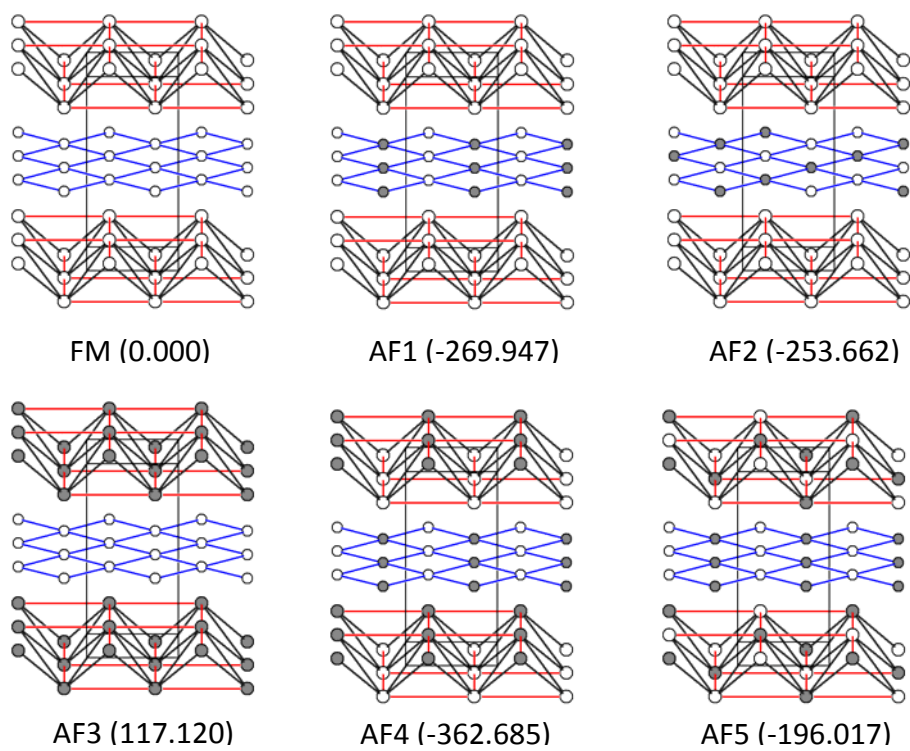 FM (0.000)
AF1 (-269.947)
AF2 (-253.662)
AF3 (117.120)
AF4 (-362.685)
AF5 (-196.017)